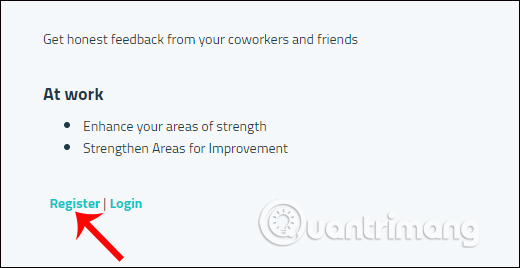 Get honest feedback from your coworkers and friends
At work
Enhance your areas of strength
Strengthen Areas for Improvement
Register | Login
Quantrimang